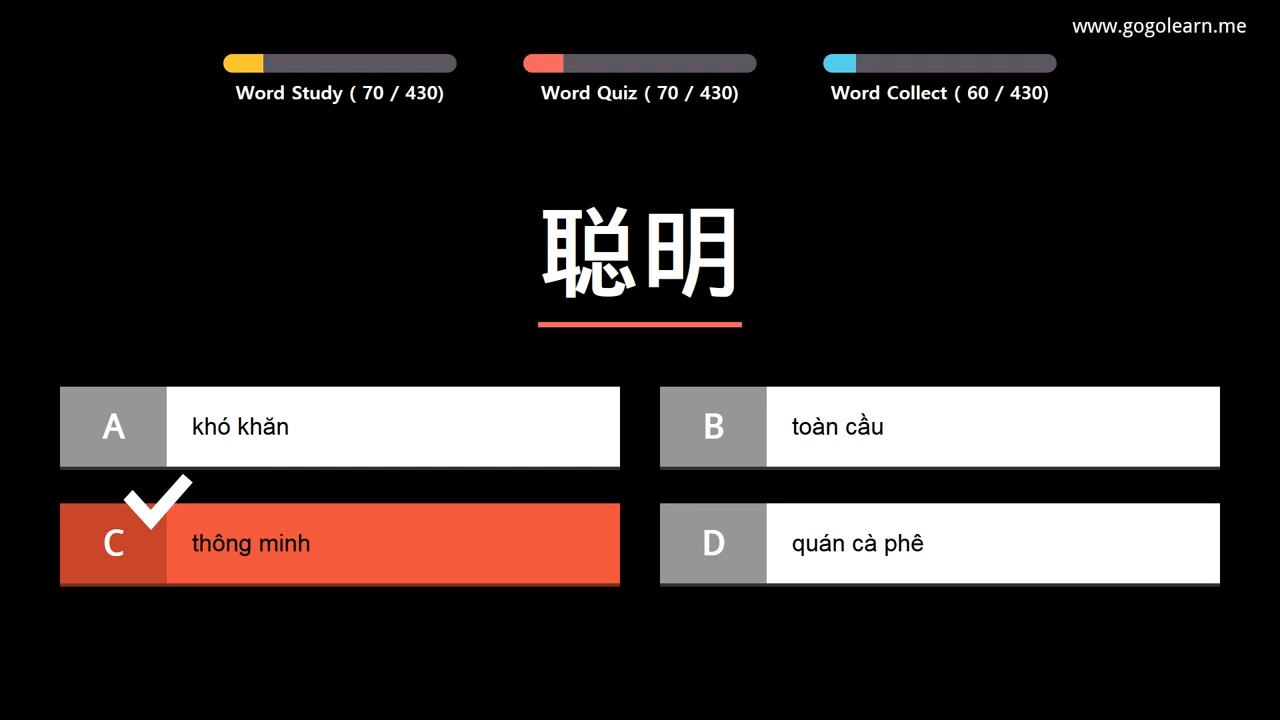 www.gogolearn.me
Word Study ( 70 / 430)
Word Quiz ( 70 / 430)
Word Collect ( 60 / 430)
聪明
A khó khăn
B toàn cầu
C thông minh
D quán cà phê